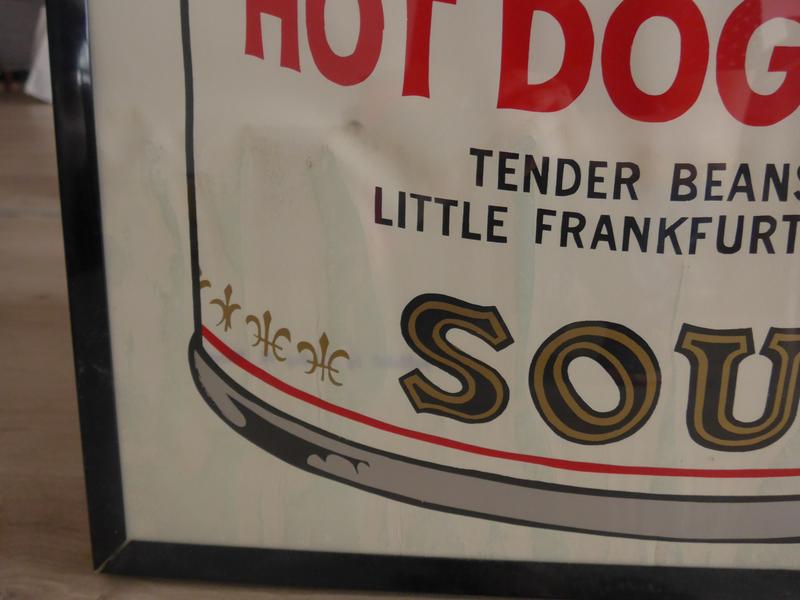 HOT DOG
TENDER BEANS
LITTLE FRANKFURT
SOU